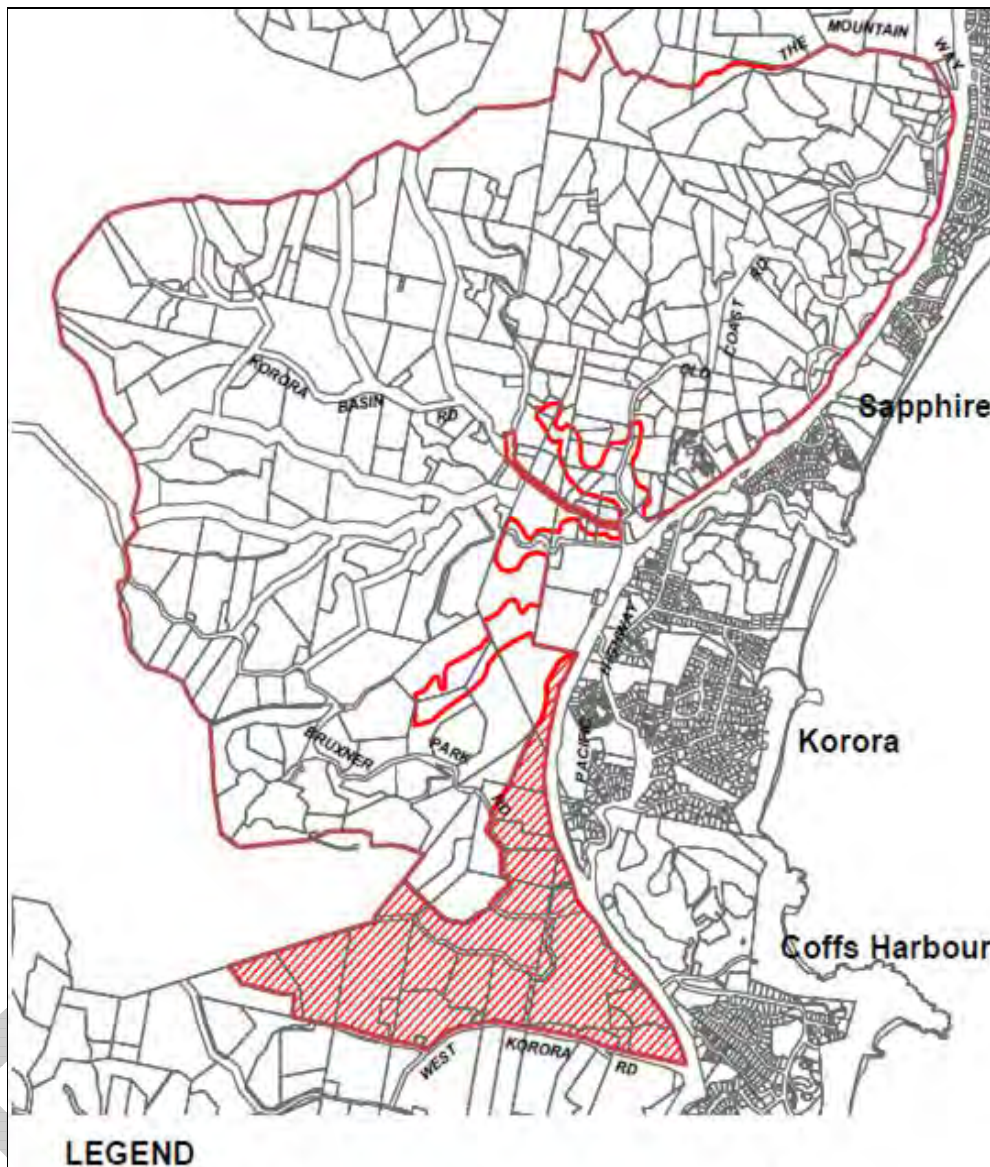 THE MOUNTAIN WAY
OLD COAST RD
KORORA BASIN RD
Sapphire
PACIFIC HIGHWAY
Korora
BRUXNER PARK RD
Coffs Harbour
WEST KORORA RD
LEGEND